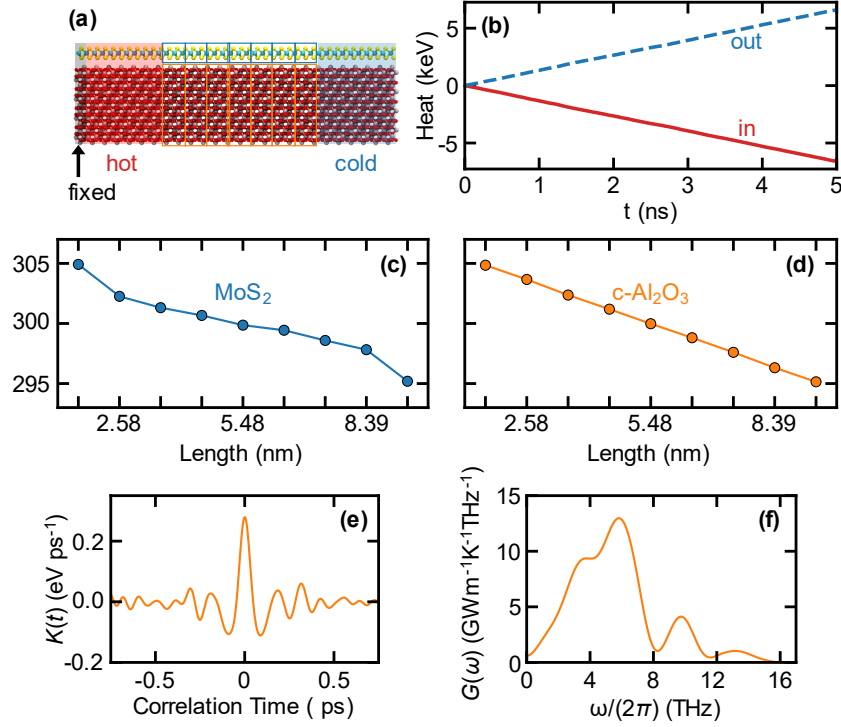 (a)
hot
cold
fixed
(b)
Heat (keV)
5
0
-5
out
in
0
1
2
3
4
5
t (ns)
(c)
MoS2
305
300
295
2.58
5.48
8.39
Length (nm)
(d)
c-Al2O3
2.58
5.48
8.39
Length (nm)
(e)
K(t) (eV ps-1)
0.2
0.0
-0.2
-0.5
0
0.5
Correlation Time ( ps)
(f)
G(ω) (GWm-1K-1THz-1)
15
10
5
0
0
4
8
12
16
ω/(2π) (THz)